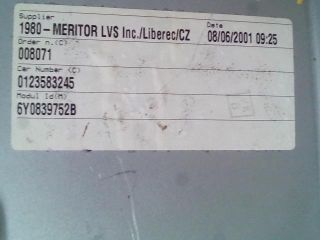 Supplier Date
1980- MERITOR LVS Inc./Liberec/CZ 08/06/2001 09:25
Order n.(C)
008071
Car Number (C)
0123583245
Modul Id(M)
6Y0839752B